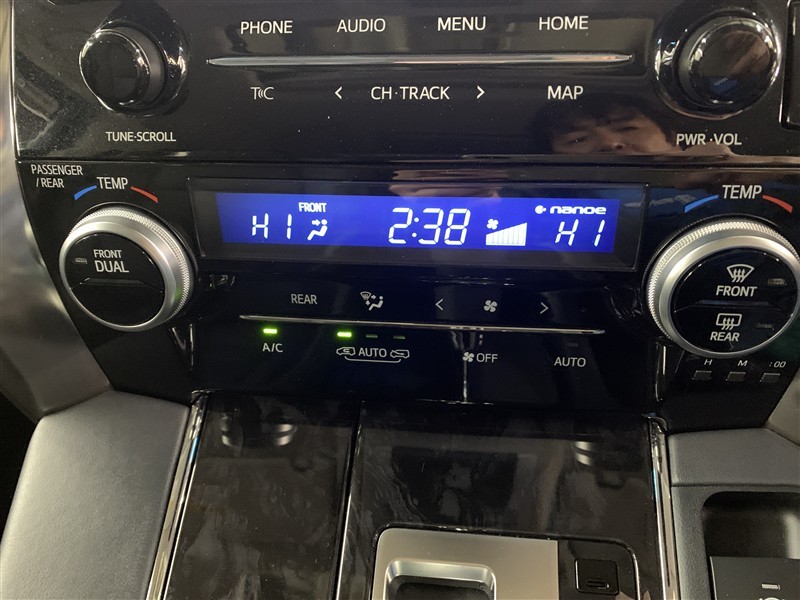 PHONE AUDIO MENU HOME
TCC < CH·TRACK > MAP
TUNE·SCROLL PWR·VOL
PASSENGER
/REAR
TEMP TEMP
FRONT nanoe
HI 2:38 HI
FRONT
DUAL
FRONT
REAR
REAR < >
A/C AUTO OFF AUTO
H M :00